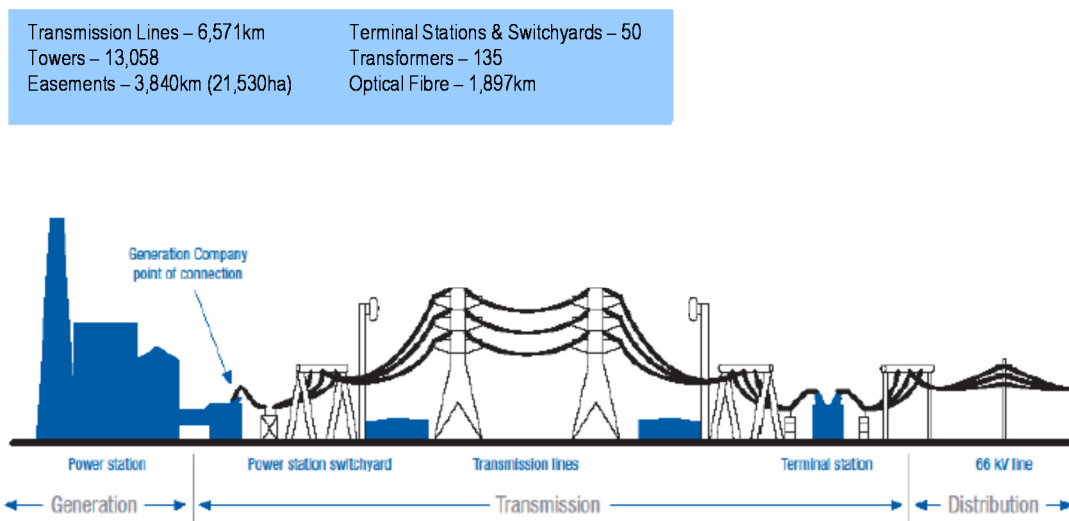 Transmission Lines – 6,571km
Towers – 13,058
Easements – 3,840km (21,530ha)
Terminal Stations & Switchyards – 50
Transformers – 135
Optical Fibre – 1,897km
Generation Company
point of connection
Power station
Power station switchyard
Transmission lines
Terminal station
66 kV line
Generation
Transmission
Distribution